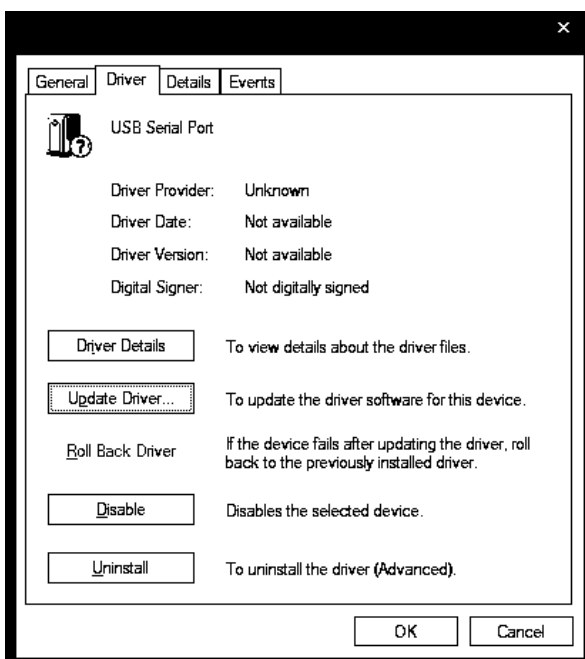 General Driver Details Events
USB Serial Port
Driver Provider: Unknown
Driver Date: Not available
Driver Version: Not available
Digital Signer: Not digitally signed
Driver Details To view details about the driver files.
Update Driver... To update the driver software for this device.
Roll Back Driver If the device fails after updating the driver, roll
back to the previously installed driver.
Disable Disables the selected device.
Uninstall To uninstall the driver (Advanced).
OK Cancel